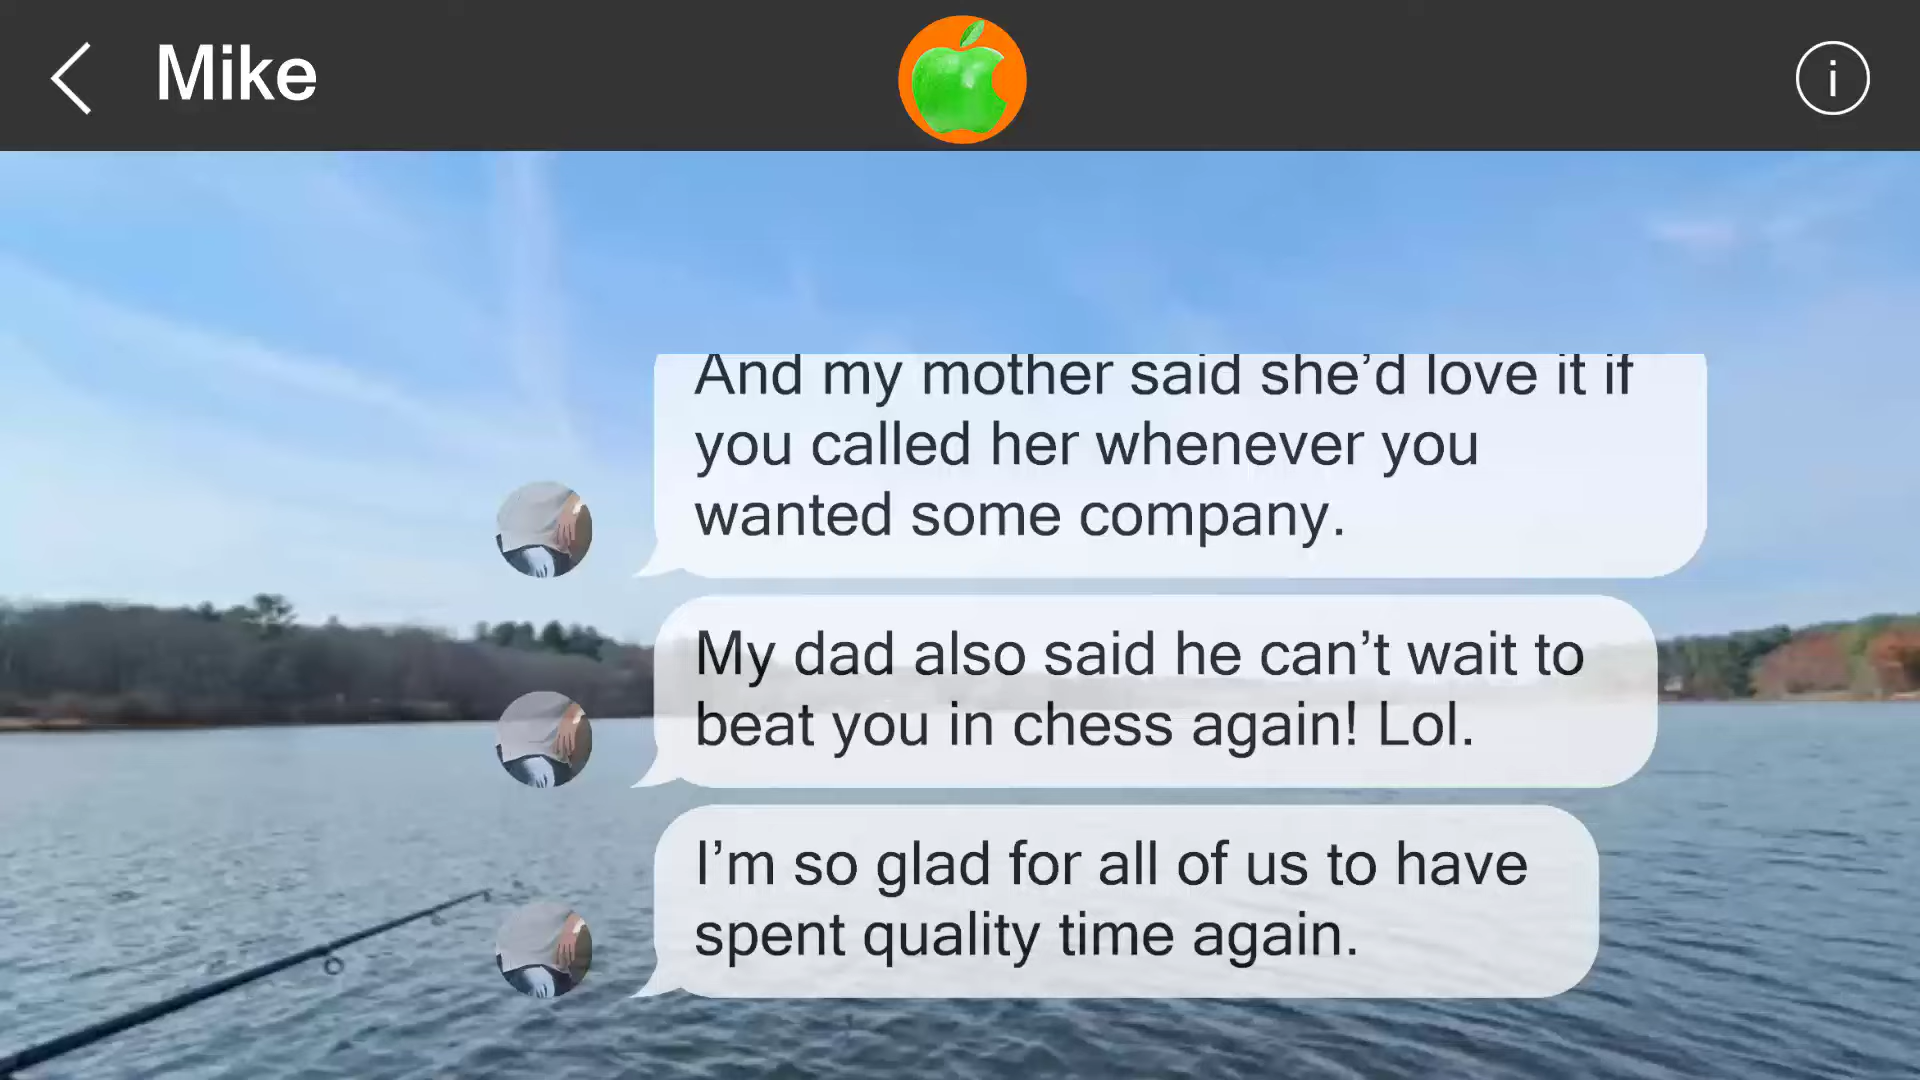 Mike
i
And my mother said she’d love it if
you called her whenever you
wanted some company.
My dad also said he can’t wait to
beat you in chess again! Lol.
I’m so glad for all of us to have
spent quality time again.